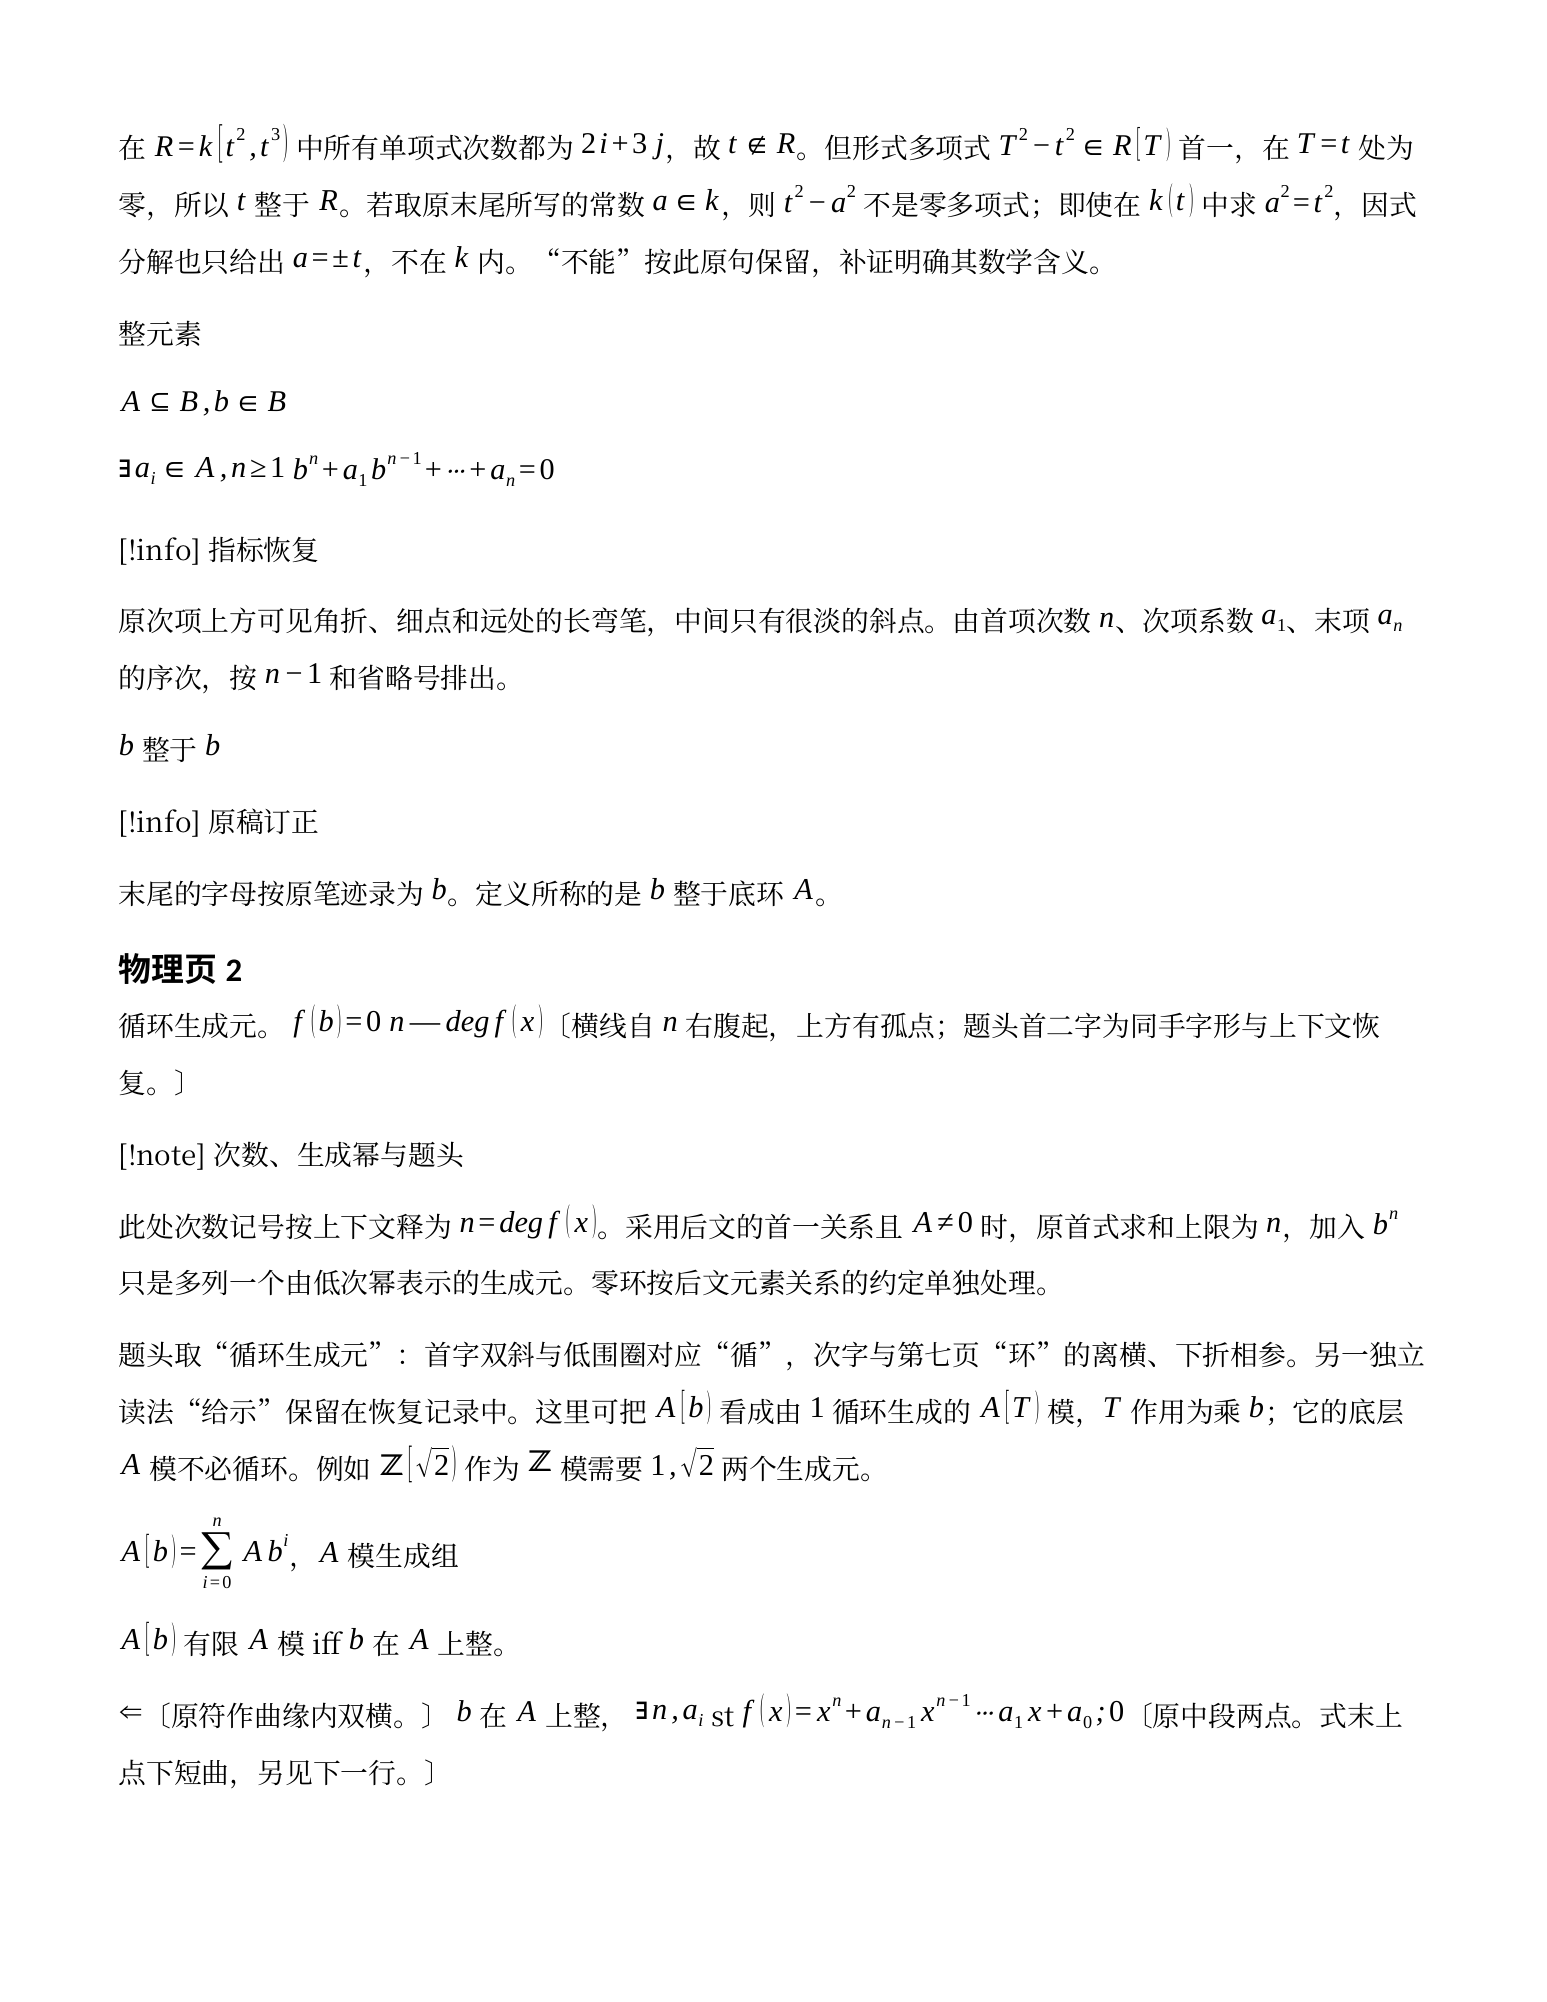 在 R=k[t²,t³) 中所有单项式次数都为 2i+3j，故 t∉R。但形式多项式 T²−t²∈R[T) 首一，在 T=t 处为
零，所以 t 整于 R。若取原末尾所写的常数 a∈k，则 t²−a² 不是零多项式；即使在 k(t) 中求 a²=t²，因式
分解也只给出 a=±t，不在 k 内。“不能”按此原句保留，补证明确其数学含义。
整元素
A⊆B,b∈B
∃a_i∈A,n≥1 b^n+a_1b^{n−1}+⋯+a_n=0
[!info] 指标恢复
原次项上方可见角折、细点和远处的长弯笔，中间只有很淡的斜点。由首项次数 n、次项系数 a_1、末项 a_n
的序次，按 n−1 和省略号排出。
b 整于 b
[!info] 原稿订正
末尾的字母按原笔迹录为 b。定义所称的是 b 整于底环 A。
物理页 2
循环生成元。 f(b)=0 n—deg f(x)〔横线自 n 右腹起，上方有孤点；题头首二字为同手字形与上下文恢
复。〕
[!note] 次数、生成幂与题头
此处次数记号按上下文释为 n=deg f(x)。采用后文的首一关系且 A≠0 时，原首式求和上限为 n，加入 b^n
只是多列一个由低次幂表示的生成元。零环按后文元素关系的约定单独处理。
题头取“循环生成元”：首字双斜与低围圈对应“循”，次字与第七页“环”的离横、下折相参。另一独立
读法“给示”保留在恢复记录中。这里可把 A[b) 看成由 1 循环生成的 A[T) 模，T 作用为乘 b；它的底层
A 模不必循环。例如 ℤ[√2) 作为 ℤ 模需要 1,√2 两个生成元。
A[b)=∑_{i=0}^{n} A b^i，A 模生成组
A[b) 有限 A 模 iff b 在 A 上整。
⇐〔原符作曲缘内双横。〕 b 在 A 上整， ∃n,a_i st f(x)=x^n+a_{n−1}x^{n−1}⋯a_1x+a_0;0〔原中段两点。式末上
点下短曲，另见下一行。〕